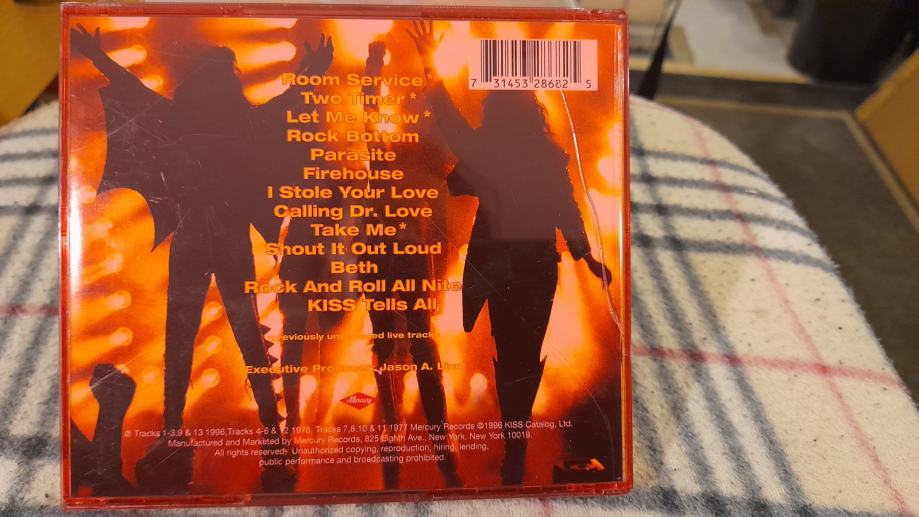 7 31453 28682 5
Room Service*
Two Timer*
Let Me Know*
Rock Bottom
Parasite
Firehouse
I Stole Your Love
Calling Dr. Love
Take Me*
Shout It Out Loud
Beth
Rock And Roll All Nite
KISS Tells All
live track
Executive Producer Jason A.
Mercury
℗ Tracks 1-3,9 & 13 1996, Tracks 4-6 & 12 1975, Tracks 7,8,10 & 11 1977 Mercury Records ©1996 KISS Catalog, Ltd.
Manufactured and Marketed by Mercury Records, 825 Eighth Ave., New York, New York 10019.
All rights reserved. Unauthorized copying, reproduction, hiring, lending,
public performance and broadcasting prohibited.